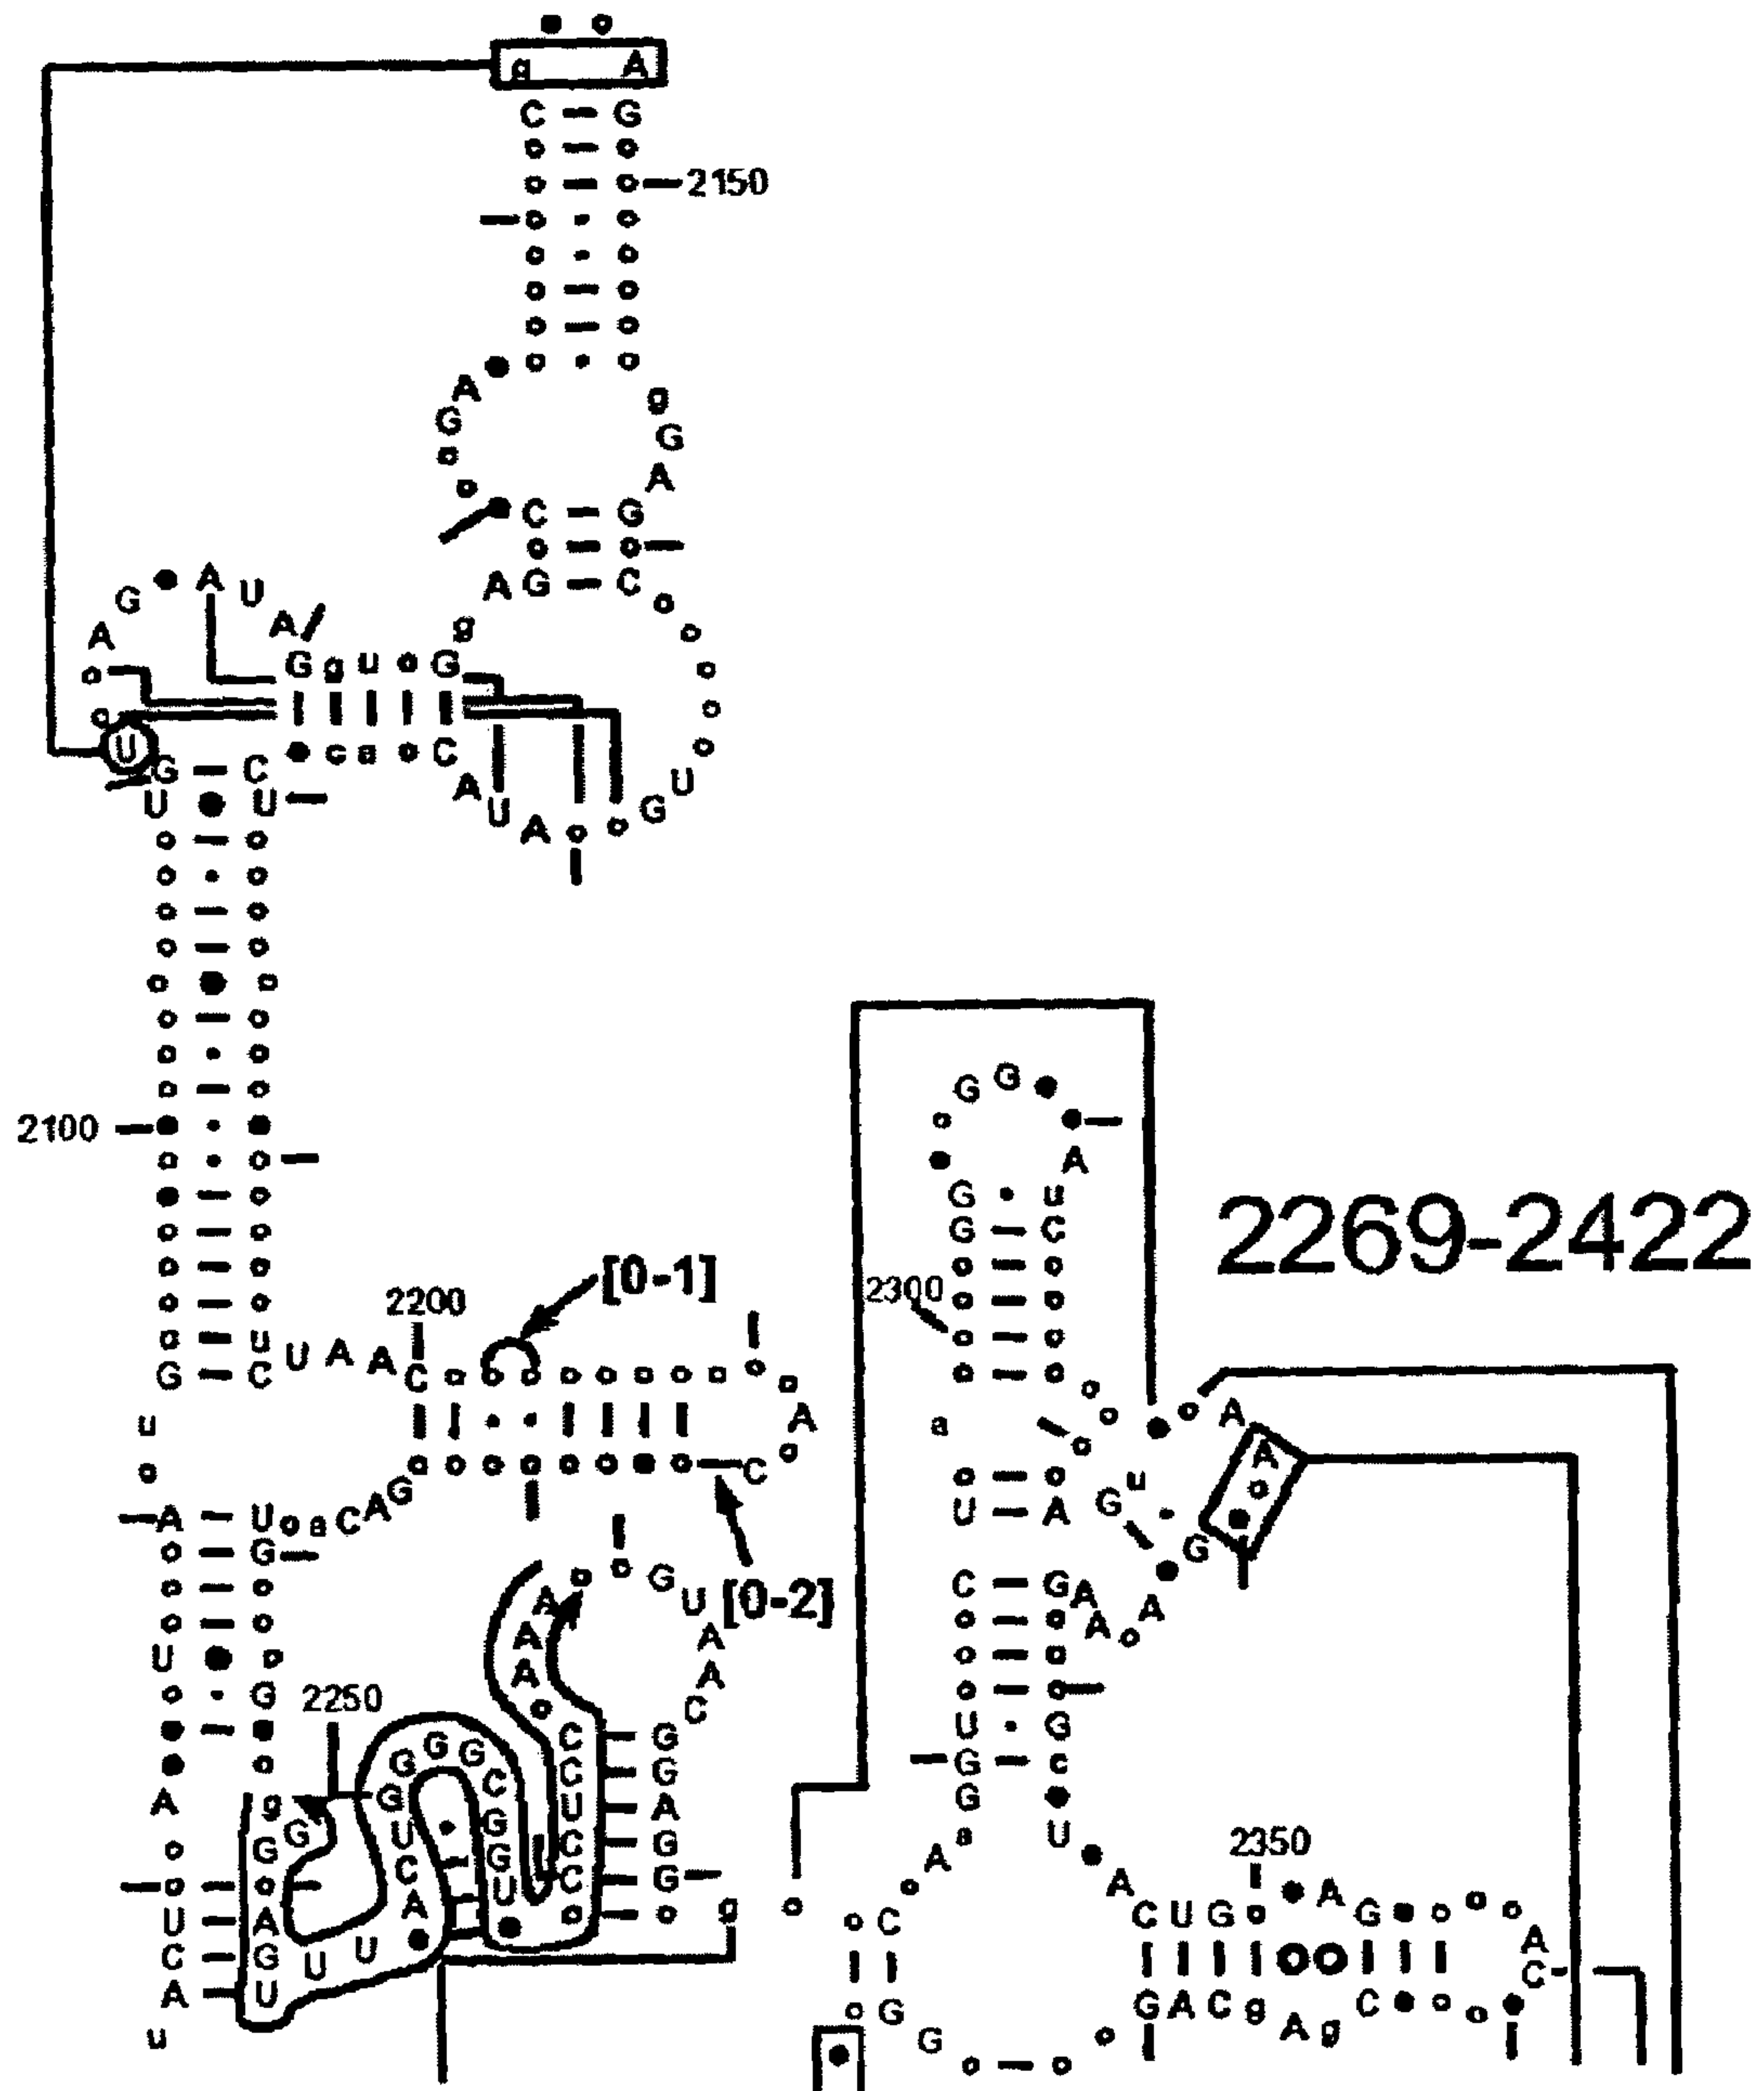 g A
C G
2150
A
G
g
G
A
C G
A G C
g
G A U A
A
G g u G
U
c a C
G C
U U
A U A G U
2100
G G
A
G u
G C
2269-2422
[0-1]
2200
2300
u
U A A C
G C
A
C
u
a
A
A
U A
G u
G
A U a C A G
G
[0-2]
C G A
A A
A
G U A A C
A A A
U
G
2250
U G
G c
G
U
A
a
A
g G
G G G G C G G U
G U C A
C C U C C
G G A G G
g
2350
A C U G A G
A
C
U A G
C G
U U
A U
u
C
G
G
G A C g A g C